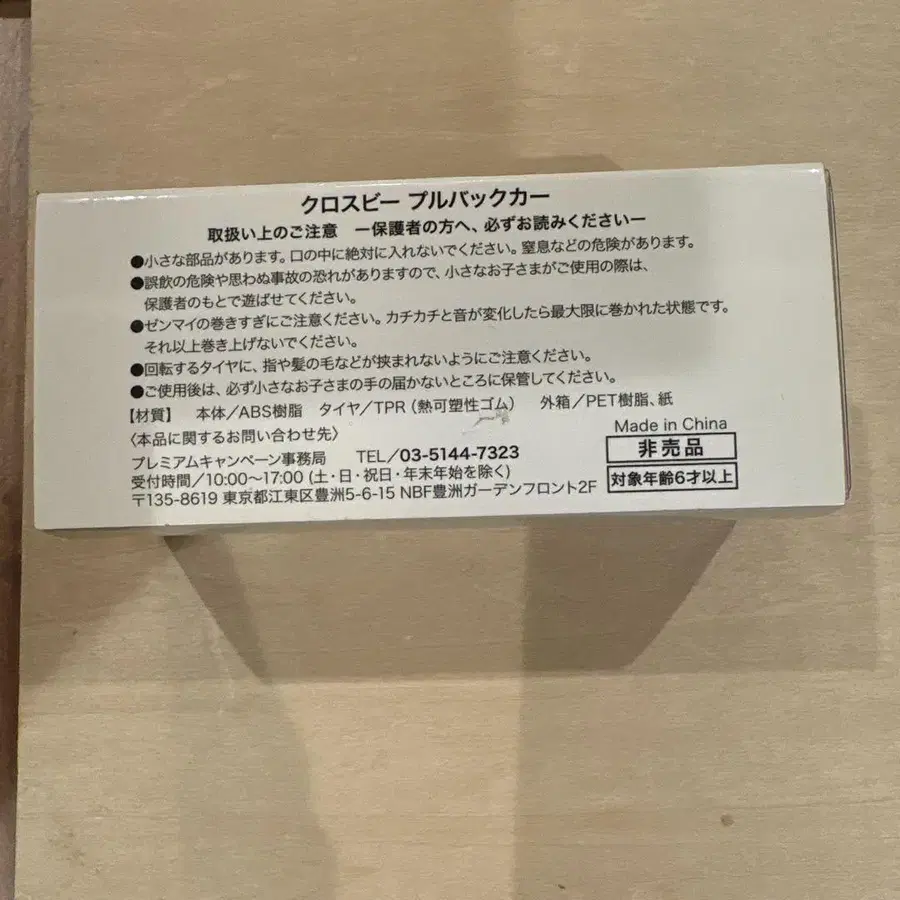 クロスビー プルバックカー
取扱い上のご注意 ー保護者の方へ、必ずお読みくださいー
●小さな部品があります。口の中に絶対に入れないでください。窒息などの危険があります。
●誤飲の危険や思わぬ事故の恐れがありますので、小さなお子さまがご使用の際は、
保護者のもとで遊ばせてください。
●ゼンマイの巻きすぎにご注意ください。カチカチと音が変化したら最大限に巻かれた状態です。
それ以上巻き上げないでください。
●回転するタイヤに、指や髪の毛などが挟まれないようにご注意ください。
●ご使用後は、必ず小さなお子さまの手の届かないところに保管してください。
【材質】 本体／ABS樹脂 タイヤ／TPR（熱可塑性ゴム） 外箱／PET樹脂、紙
〈本品に関するお問い合わせ先〉 Made in China
プレミアムキャンペーン事務局 TEL／03-5144-7323 非売品
受付時間／10:00〜17:00 (土・日・祝日・年末年始を除く) 対象年齢6才以上
〒135-8619 東京都江東区豊洲5-6-15 NBF豊洲ガーデンフロント2F